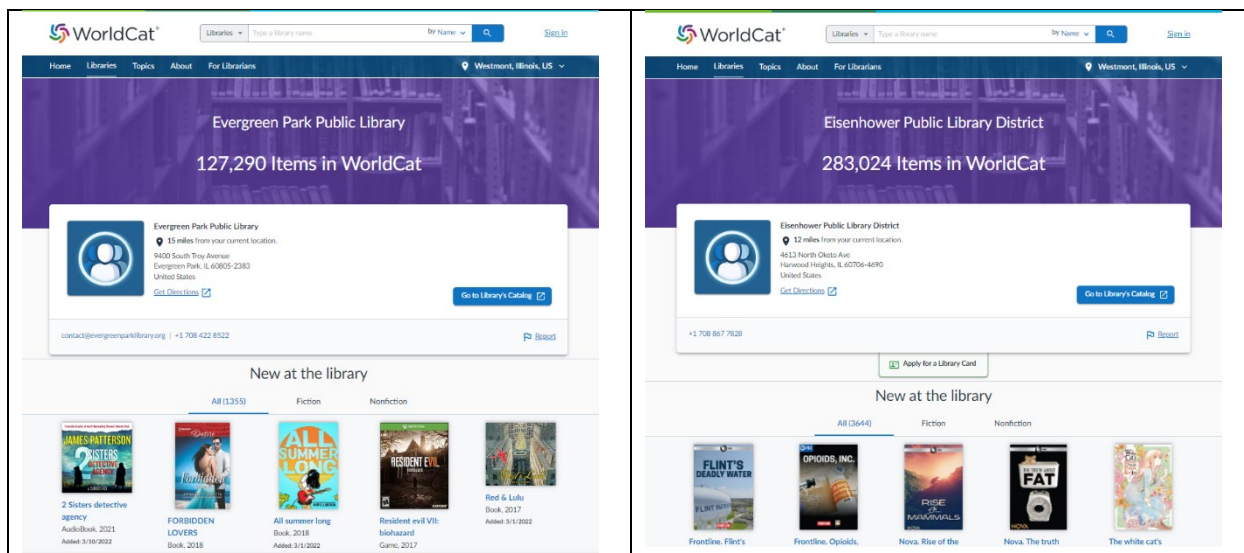 WorldCat®
Libraries
Type a library name
by Name
Sign in
Home Libraries Topics About For Librarians
Westmont, Illinois, US
Evergreen Park Public Library
127,290 Items in WorldCat
Evergreen Park Public Library
15 miles from your current location.
9400 South Troy Avenue
Evergreen Park, IL 60805-2383
United States
Get Directions
Go to Library's Catalog
contact@evergreenparklibrary.org | +1 708 422 8522
Report
New at the library
All (1355) Fiction Nonfiction
JAMES PATTERSON
2 SISTERS
DETECTIVE
AGENCY
Desire
Forbidden
ALL
SUMMER
LONG
RESIDENT EVIL
2 Sisters detective
agency
AudioBook, 2021
Added: 3/10/2022
FORBIDDEN
LOVERS
Book, 2018
All summer long
Book, 2018
Added: 3/1/2022
Resident evil VII:
biohazard
Game, 2017
Red & Lulu
Book, 2017
Added: 3/1/2022
WorldCat®
Libraries
Type a library name
by Name
Sign in
Home Libraries Topics About For Librarians
Westmont, Illinois, US
Eisenhower Public Library District
283,024 Items in WorldCat
Eisenhower Public Library District
12 miles from your current location.
4613 North Oketo Ave
Harwood Heights, IL 60706-4690
United States
Get Directions
Go to Library's Catalog
+1 708 867 7828
Report
Apply for a Library Card
New at the library
All (3644) Fiction Nonfiction
FLINT'S
DEADLY WATER
OPIOIDS, INC.
RISE
OF
MAMMALS
NOVA
THE TRUTH ABOUT
FAT
NOVA
Frontline. Flint's
Frontline. Opioids,
Nova. Rise of the
Nova. The truth
The white cat's